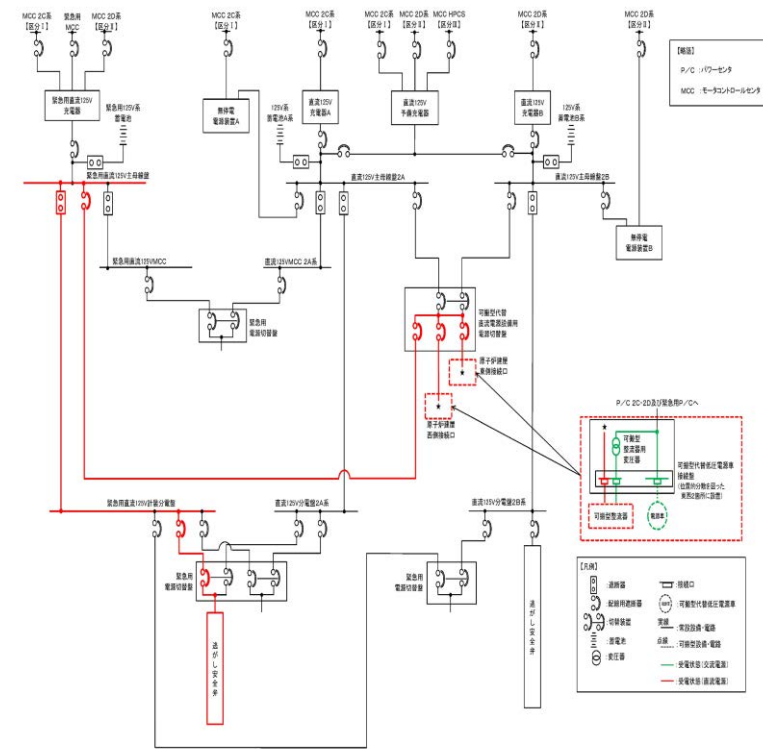 MCC 2C系
【区分Ⅰ】
緊急用
MCC
MCC 2D系
【区分Ⅱ】
MCC 2C系
【区分Ⅰ】
MCC 2C系
【区分Ⅰ】
MCC 2C系
【区分Ⅰ】
MCC 2D系
【区分Ⅱ】
MCC HPCS
【区分Ⅲ】
MCC 2D系
【区分Ⅱ】
MCC 2D系
【区分Ⅱ】
【略語】
P/C :パワーセンタ
MCC :モータコントロールセンタ
緊急用直流125V
充電器
緊急用125V系
蓄電池
無停電
電源装置A
125V系
蓄電池A系
直流125V
充電器A
直流125V
予備充電器
直流125V
充電器B
125V系
蓄電池B系
緊急用直流125V主母線盤
直流125V主母線盤2A
直流125V主母線盤2B
無停電
電源装置B
緊急用直流125VMCC
直流125VMCC 2A系
緊急用
電源切替盤
可搬型代替
直流電源設備用
電源切替盤
原子炉建屋
東側接続口
★
★
原子炉建屋
西側接続口
P/C 2C・2D及び緊急用P/Cへ
★
可搬型
整流器用
変圧器
可搬型代替低圧電源車
接続盤
(位置的分散を図った
東西2箇所に設置)
可搬型整流器
電源車
緊急用直流125V計装分電盤
直流125V分電盤2A系
直流125V分電盤2B系
緊急用
電源切替盤
緊急用
電源切替盤
逃がし安全弁
逃がし安全弁
【凡例】
:遮断器
:配線用遮断器
:切替装置
:蓄電池
:変圧器
:接続口
:可搬型代替低圧電源車
実線
:常設設備・電路
点線
:可搬型設備・電路
:受電状態(交流電源)
:受電状態(直流電源)